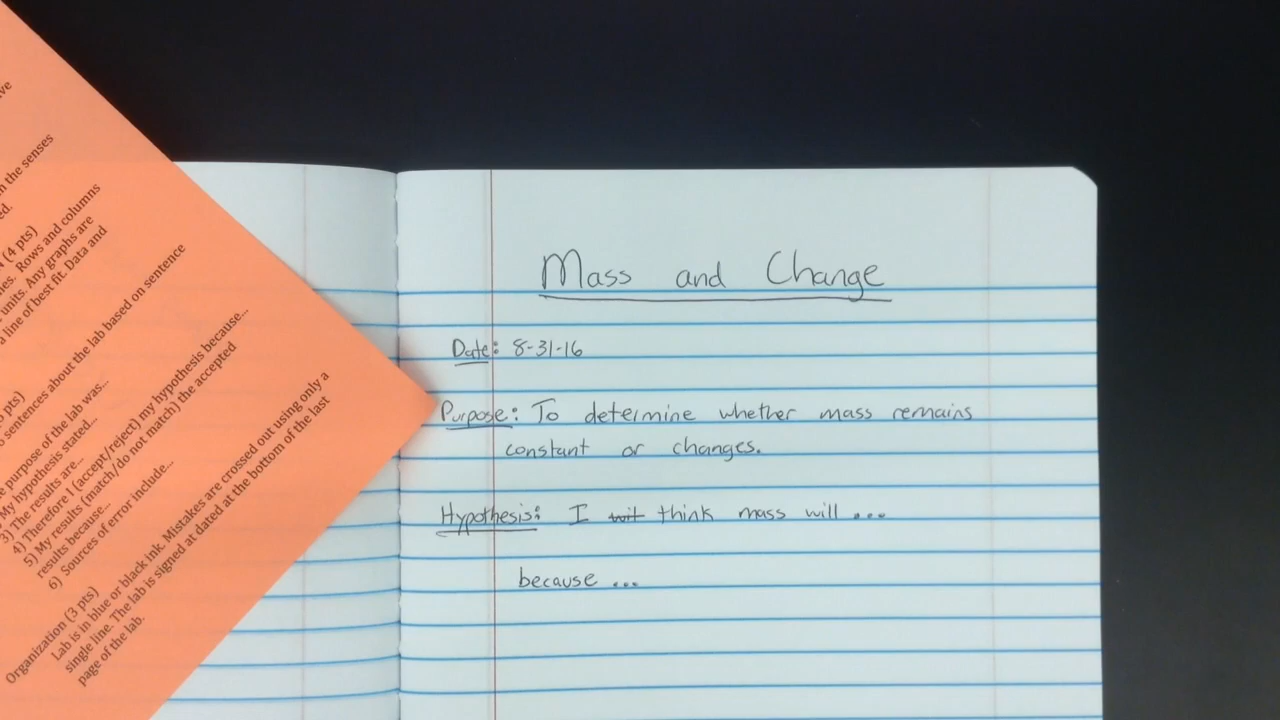 ve
n the senses
ed.
(4 pts)
nes. Rows and columns
units. Any graphs are
a line of best fit. Data and
pts)
sentences about the lab based on sentence
e purpose of the lab was...
My hypothesis stated...
3) The results are...
4) Therefore I (accept/reject) my hypothesis because...
5) My results (match/do not match) the accepted
results because...
6) Sources of error include...
Organization (3 pts)
Lab is in blue or black ink. Mistakes are crossed out using only a
single line. The lab is signed at dated at the bottom of the last
page of the lab.
Mass and Change
Date: 8-31-16
Purpose: To determine whether mass remains
constant or changes.
Hypothesis: I think mass will ...
because ...